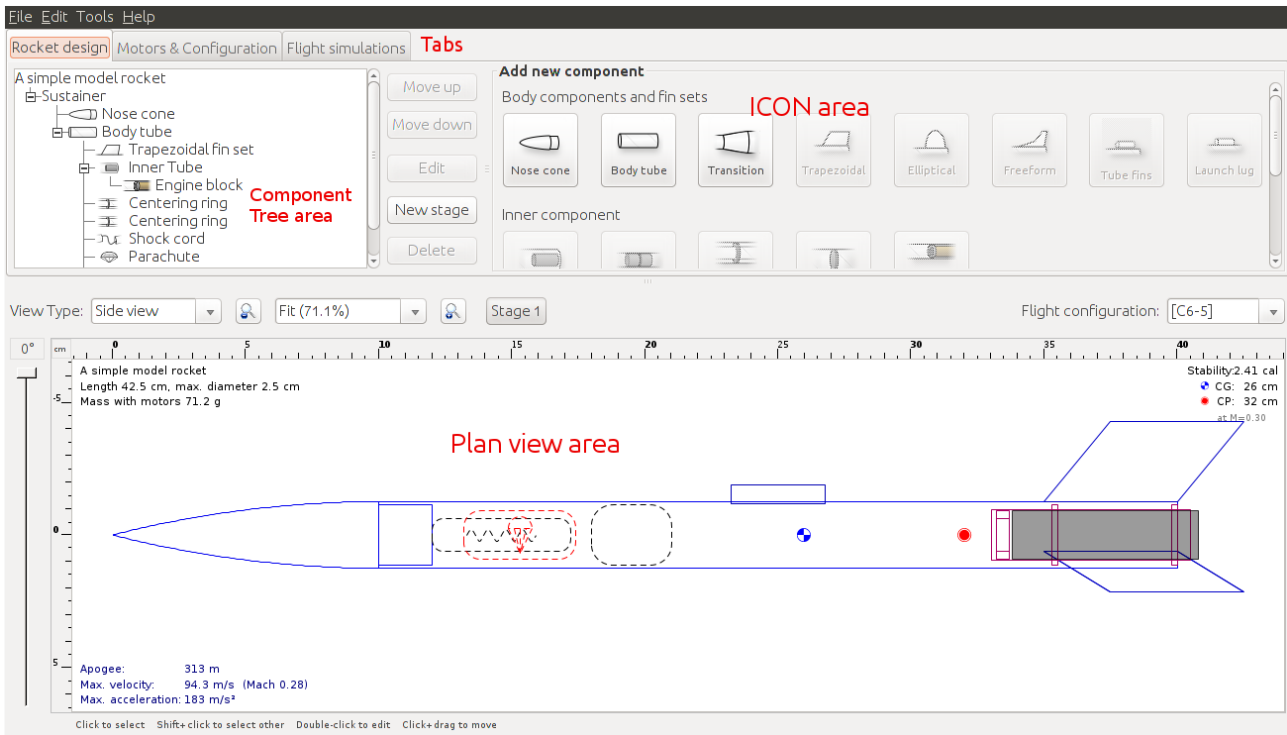 File Edit Tools Help
Rocket design Motors & Configuration Flight simulations Tabs
A simple model rocket
Sustainer
Nose cone
Body tube
Trapezoidal fin set
Inner Tube
Engine block
Centering ring
Centering ring
Shock cord
Parachute
Component
Tree area
Move up
Move down
Edit
New stage
Delete
Add new component
Body components and fin sets
ICON area
Nose cone Body tube Transition Trapezoidal Elliptical Freeform Tube fins Launch lug
Inner component
View Type: Side view Fit (71.1%) Stage 1 Flight configuration: [C6-5]
0° cm 0 5 10 15 20 25 30 35 40
A simple model rocket
Length 42.5 cm, max. diameter 2.5 cm
Mass with motors 71.2 g
Stability:2.41 cal
CG: 26 cm
CP: 32 cm
at M=0.30
-5
Plan view area
0
5
Apogee: 313 m
Max. velocity: 94.3 m/s (Mach 0.28)
Max. acceleration: 183 m/s²
Click to select Shift+click to select other Double-click to edit Click+drag to move